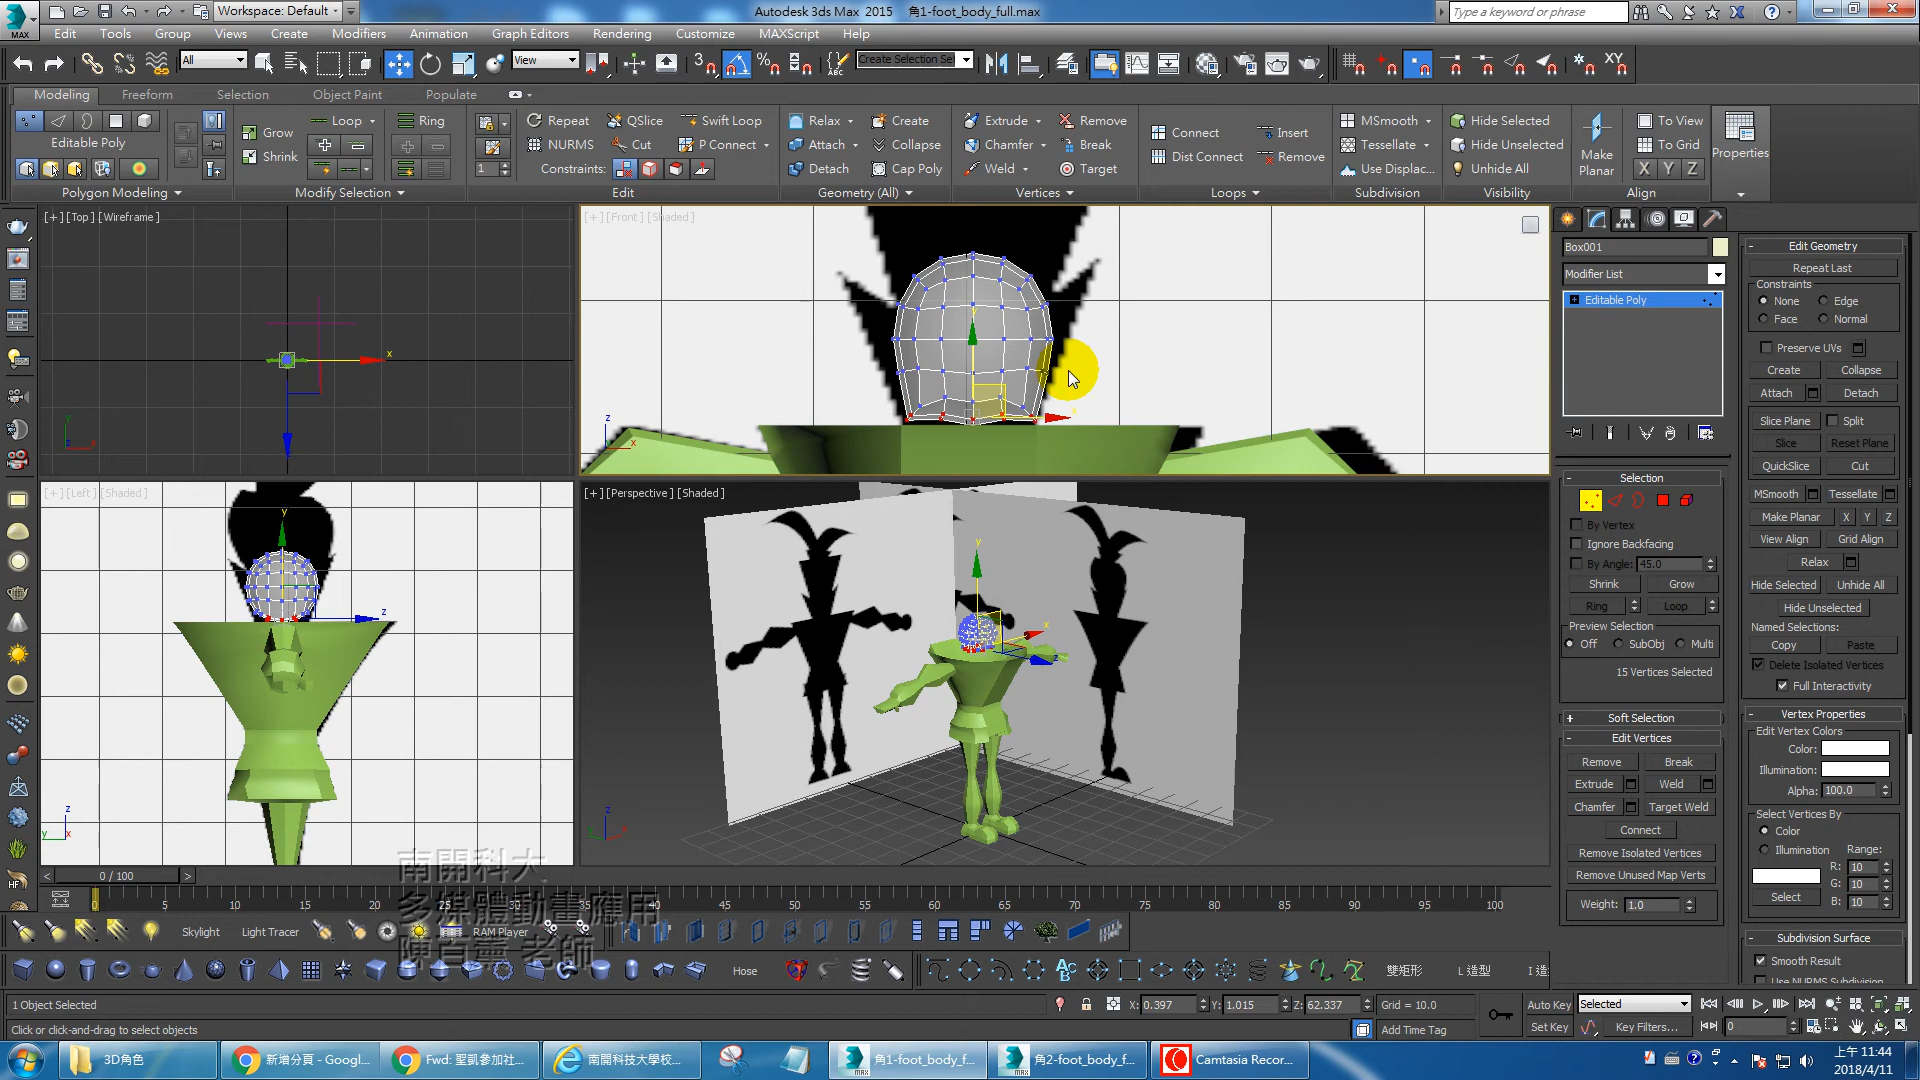 Workspace: Default
Autodesk 3ds Max 2015 角1-foot_body_full.max
Type a keyword or phrase
MAX
Edit Tools Group Views Create Modifiers Animation Graph Editors Rendering Customize MAXScript Help
All View Create Selection Se
Modeling Freeform Selection Object Paint Populate
Editable Poly
Polygon Modeling
Grow
Shrink
Loop
Ring
Modify Selection
Repeat QSlice Swift Loop
NURMS Cut P Connect
Constraints:
Edit
Relax Create
Attach Collapse
Detach Cap Poly
Geometry (All)
Extrude Remove
Chamfer Break
Weld Target
Vertices
Connect Insert
Dist Connect Remove
Loops
MSmooth
Tessellate
Use Displac...
Subdivision
Hide Selected
Hide Unselected
Unhide All
Visibility
Make Planar
To View
To Grid
X Y Z
Align
Properties
[+] [Top] [Wireframe]
[+] [Front] [Shaded]
[+] [Left] [Shaded]
[+] [Perspective] [Shaded]
Box001
Modifier List
Editable Poly
Selection
By Vertex
Ignore Backfacing
By Angle: 45.0
Shrink Grow
Ring Loop
Preview Selection
Off SubObj Multi
15 Vertices Selected
Soft Selection
Edit Vertices
Remove Break
Extrude Weld
Chamfer Target Weld
Connect
Remove Isolated Vertices
Remove Unused Map Verts
Weight: 1.0
Edit Geometry
Repeat Last
Constraints
None Edge
Face Normal
Preserve UVs
Create Collapse
Attach Detach
Slice Plane Split
Slice Reset Plane
QuickSlice Cut
MSmooth Tessellate
Make Planar X Y Z
View Align Grid Align
Relax
Hide Selected Unhide All
Hide Unselected
Named Selections:
Copy Paste
Delete Isolated Vertices
Full Interactivity
Vertex Properties
Edit Vertex Colors
Color:
Illumination:
Alpha: 100.0
Select Vertices By
Color
Illumination Range:
R: 10
G: 10
B: 10
Select
Subdivision Surface
Smooth Result
Use NURMS Subdivision
0 / 100
0 5 10 15 20 25 30 35 40 45 50 55 60 65 70 75 80 85 90 95 100
南開科大
多媒體動畫應用
Skylight Light Tracer RAM Player
Hose 雙矩形 L 造型
1 Object Selected
X: 0.397 Y: 1.015 Z: 62.337 Grid = 10.0
Auto Key Selected
Click or click-and-drag to select objects
Add Time Tag
Set Key Key Filters... 0
3D角色
新增分頁 - Googl...
Fwd: 聖凱參加社...
南開科技大學校...
角1-foot_body_f...
角2-foot_body_f...
Camtasia Recor...
上午 11:44
2018/4/11